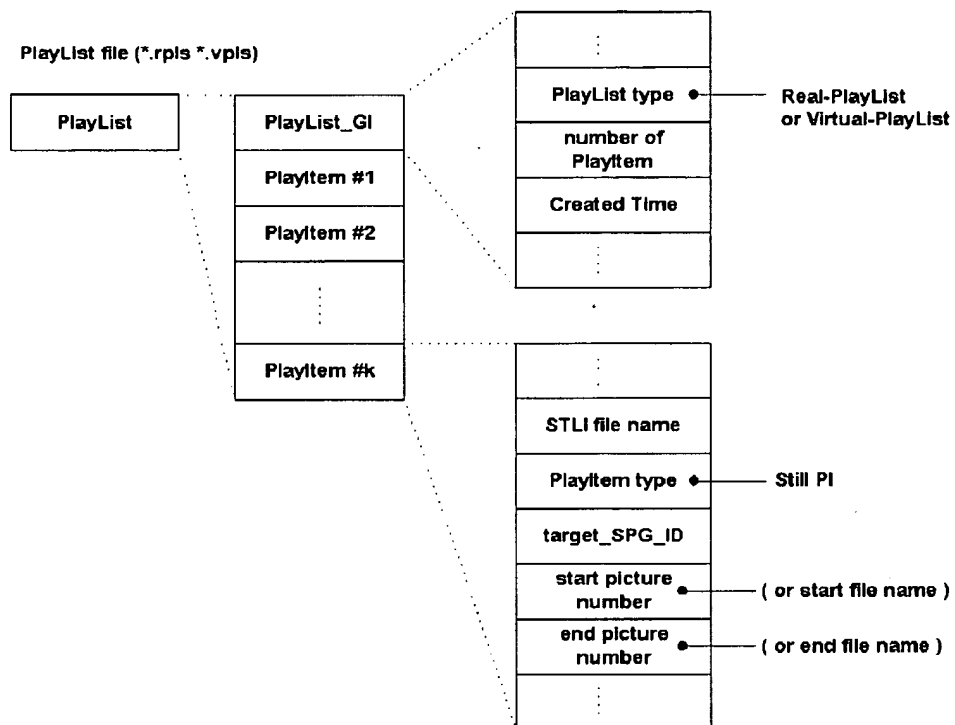 PlayList file (*.rpls *.vpls)
PlayList
PlayList_GI
PlayItem #1
PlayItem #2
PlayItem #k
PlayList type
Real-PlayList
or Virtual-PlayList
number of
PlayItem
Created Time
STLI file name
PlayItem type
Still PI
target_SPG_ID
start picture
number
( or start file name )
end picture
number
( or end file name )